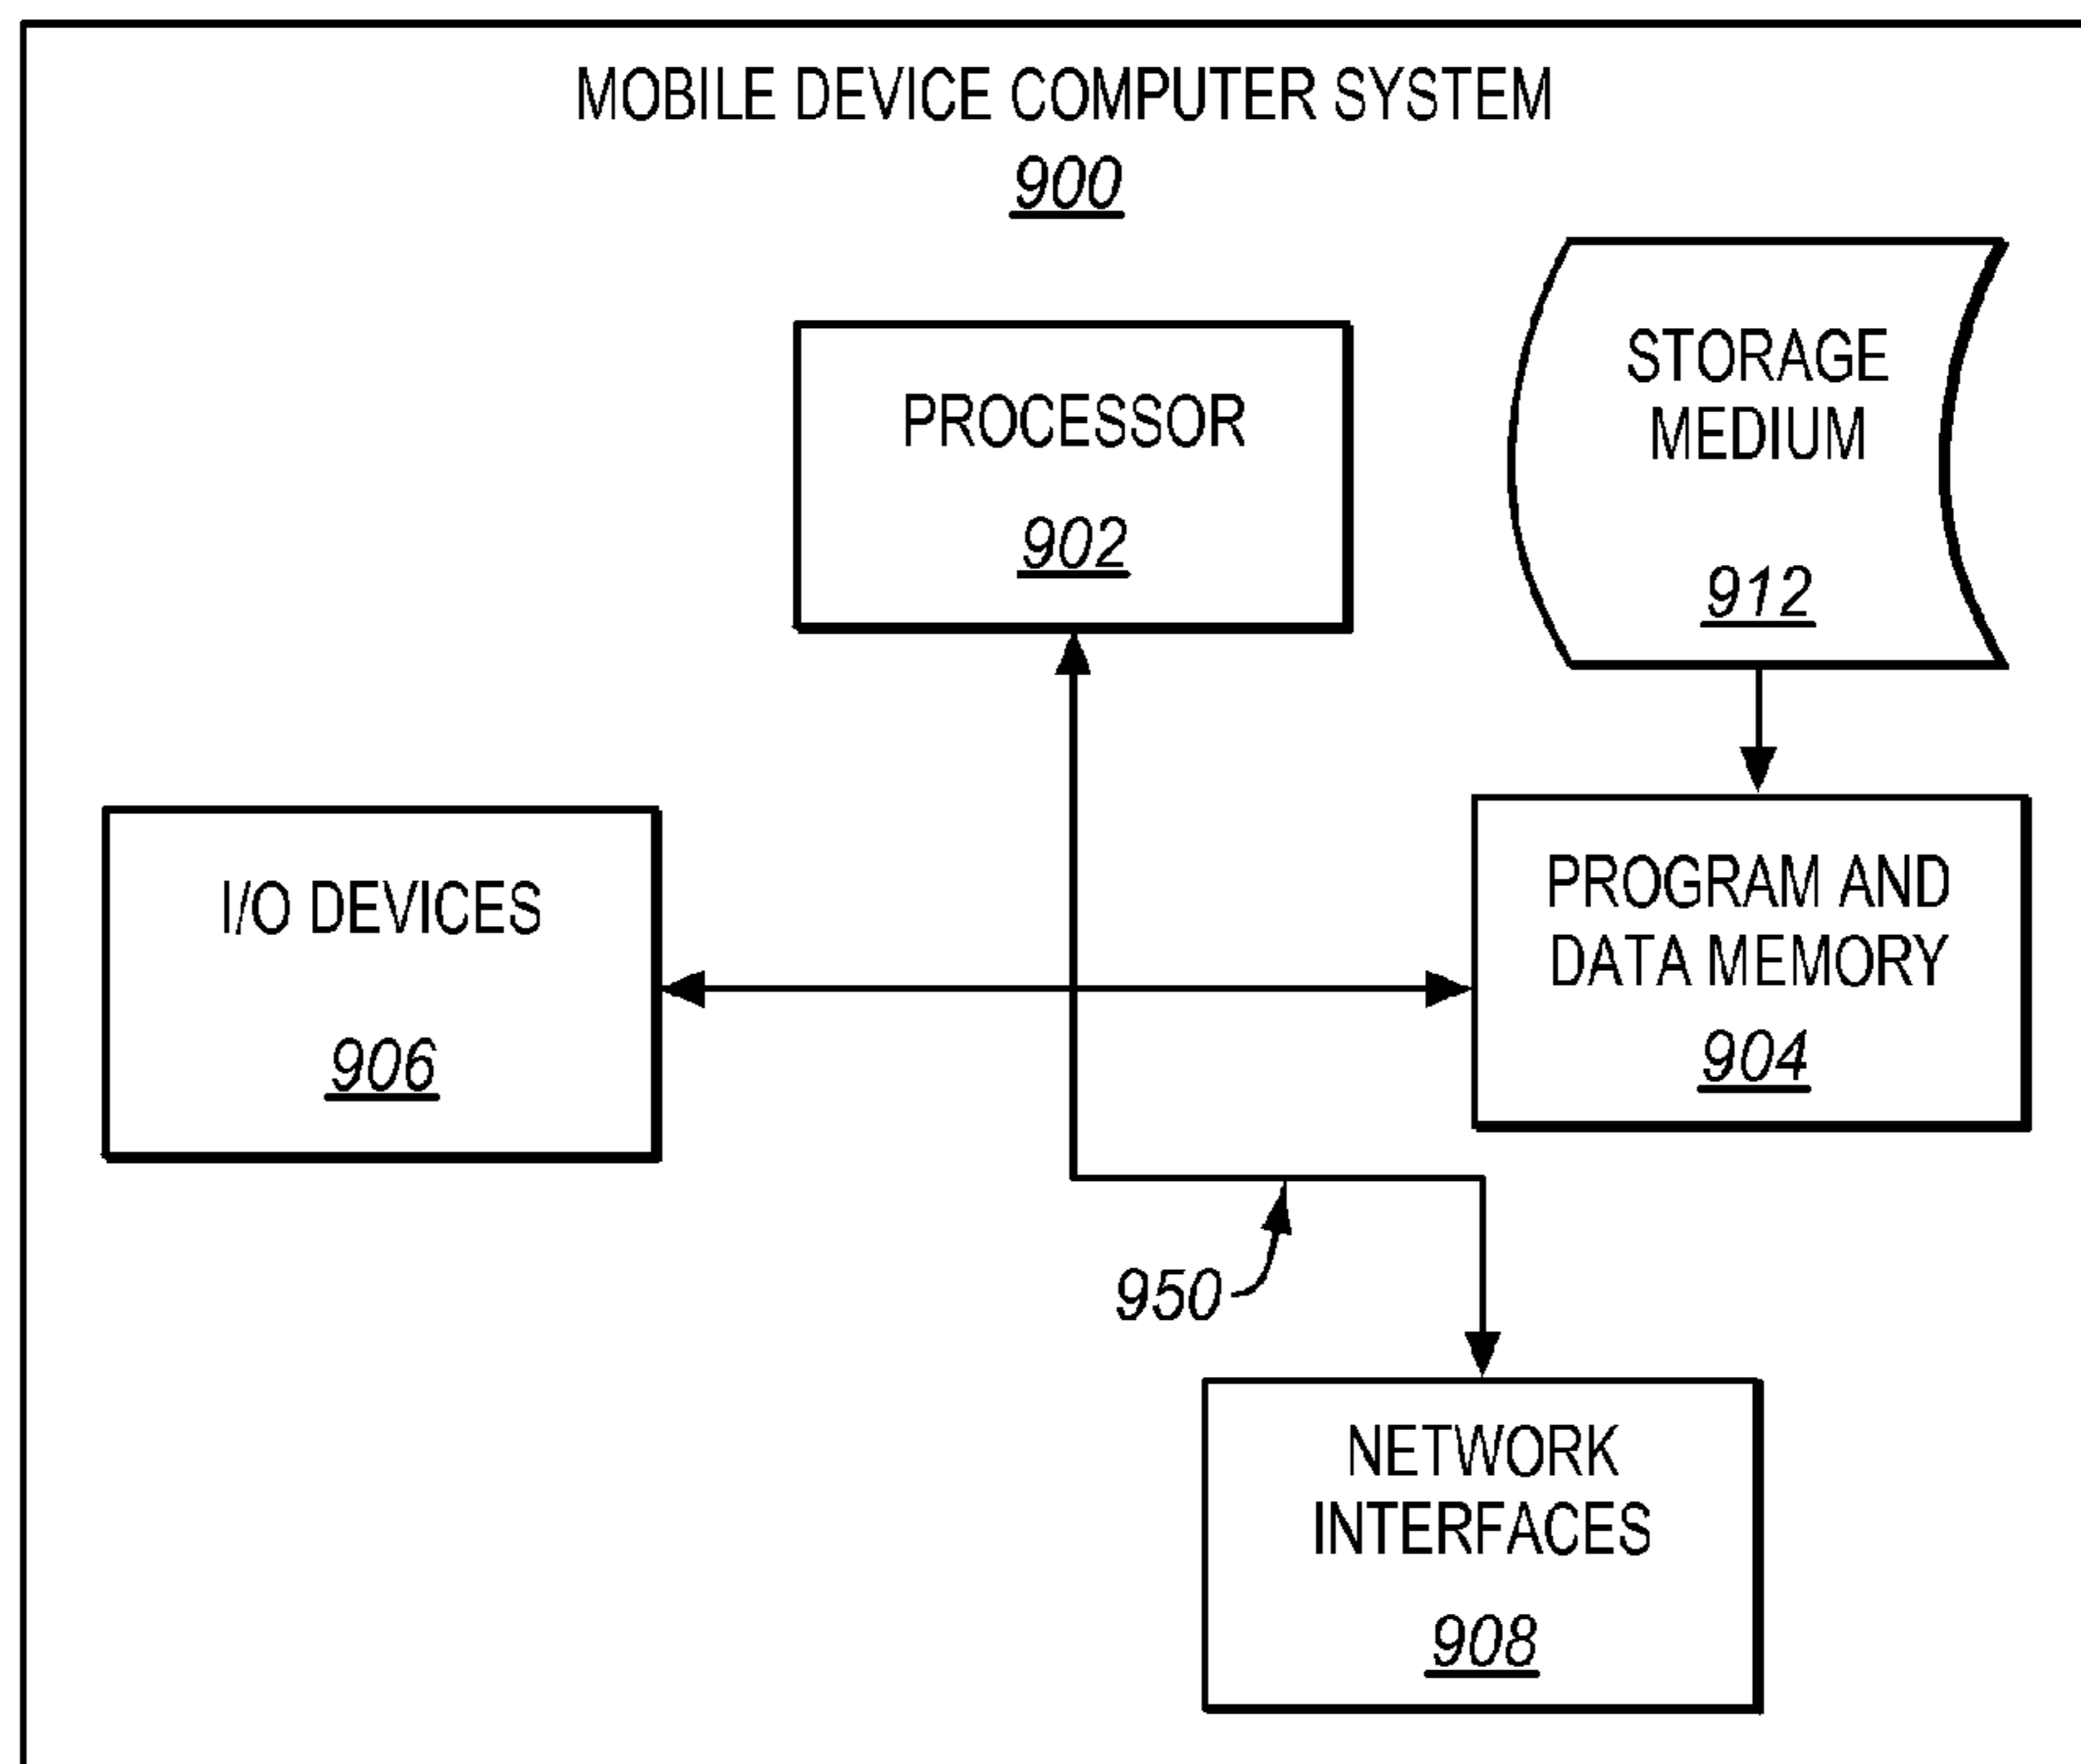 MOBILE DEVICE COMPUTER SYSTEM
900
PROCESSOR
902
STORAGE
MEDIUM
912
I/O DEVICES
906
PROGRAM AND
DATA MEMORY
904
950
NETWORK
INTERFACES
908